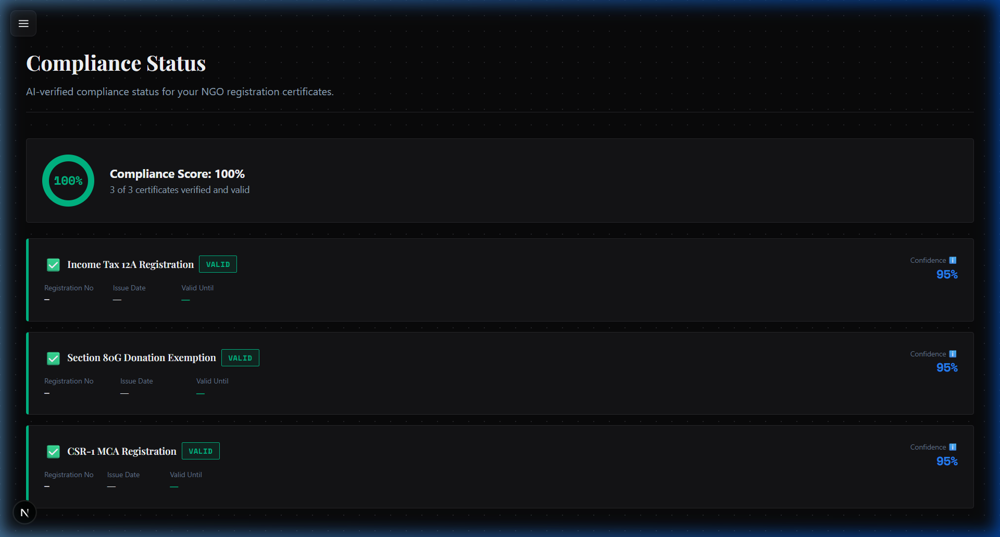 Compliance Status
AI-verified compliance status for your NGO registration certificates.
100%
Compliance Score: 100%
3 of 3 certificates verified and valid
Income Tax 12A Registration VALID
Confidence ℹ️
95%
Registration No Issue Date Valid Until
— — —
Section 80G Donation Exemption VALID
Confidence ℹ️
95%
Registration No Issue Date Valid Until
— — —
CSR-1 MCA Registration VALID
Confidence ℹ️
95%
Registration No Issue Date Valid Until
— — —
N